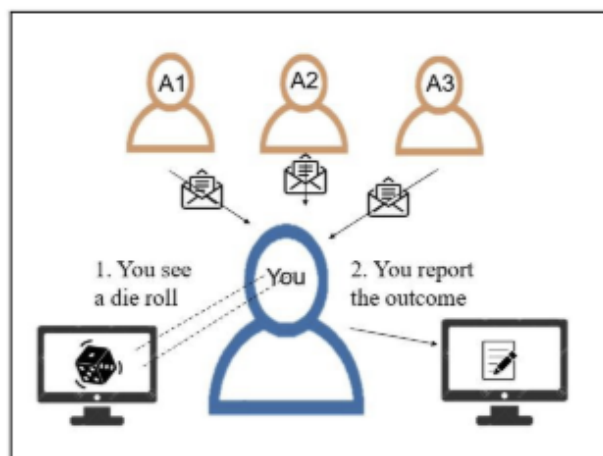 A1
A2
A3
1. You see
a die roll
You
2. You report
the outcome